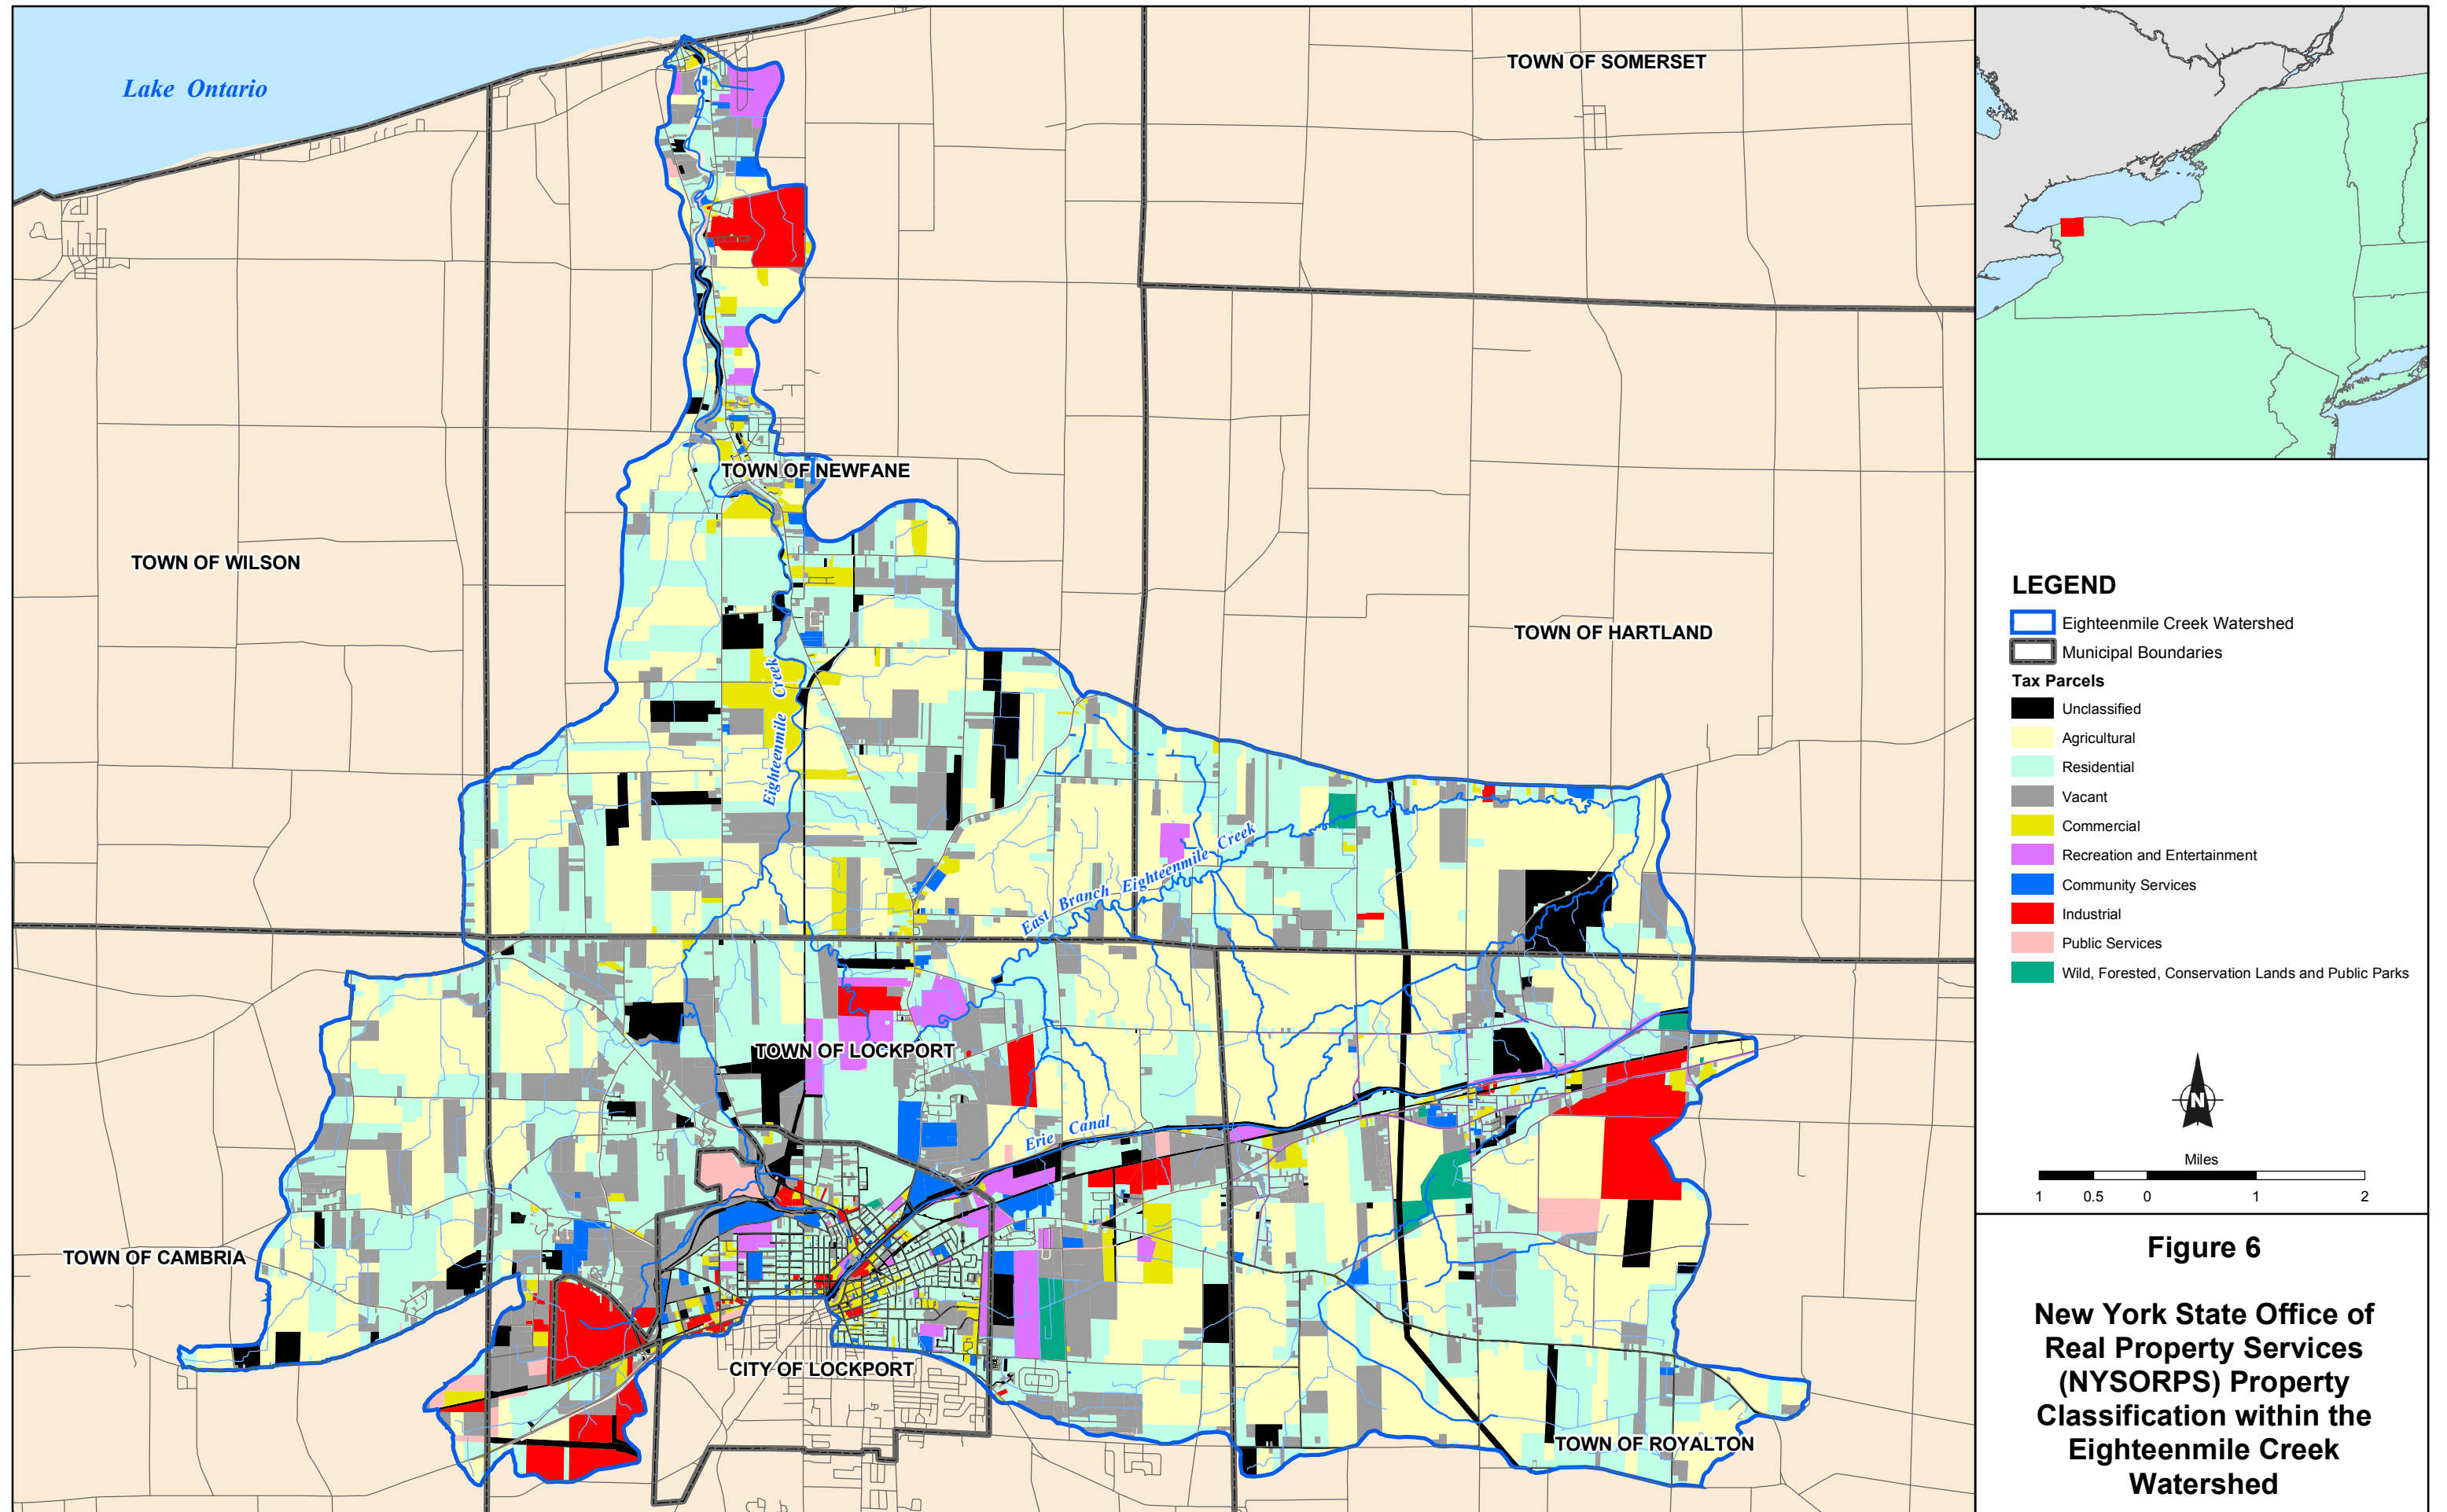 Lake Ontario
TOWN OF SOMERSET
TOWN OF NEWFANE
TOWN OF WILSON
TOWN OF HARTLAND
Eighteenmile Creek
East Branch Eighteenmile Creek
TOWN OF LOCKPORT
Erie Canal
TOWN OF CAMBRIA
CITY OF LOCKPORT
TOWN OF ROYALTON
LEGEND
Eighteenmile Creek Watershed
Municipal Boundaries
Tax Parcels
Unclassified
Agricultural
Residential
Vacant
Commercial
Recreation and Entertainment
Community Services
Industrial
Public Services
Wild, Forested, Conservation Lands and Public Parks
N
Miles
1 0.5 0 1 2
Figure 6
New York State Office of
Real Property Services
(NYSORPS) Property
Classification within the
Eighteenmile Creek
Watershed